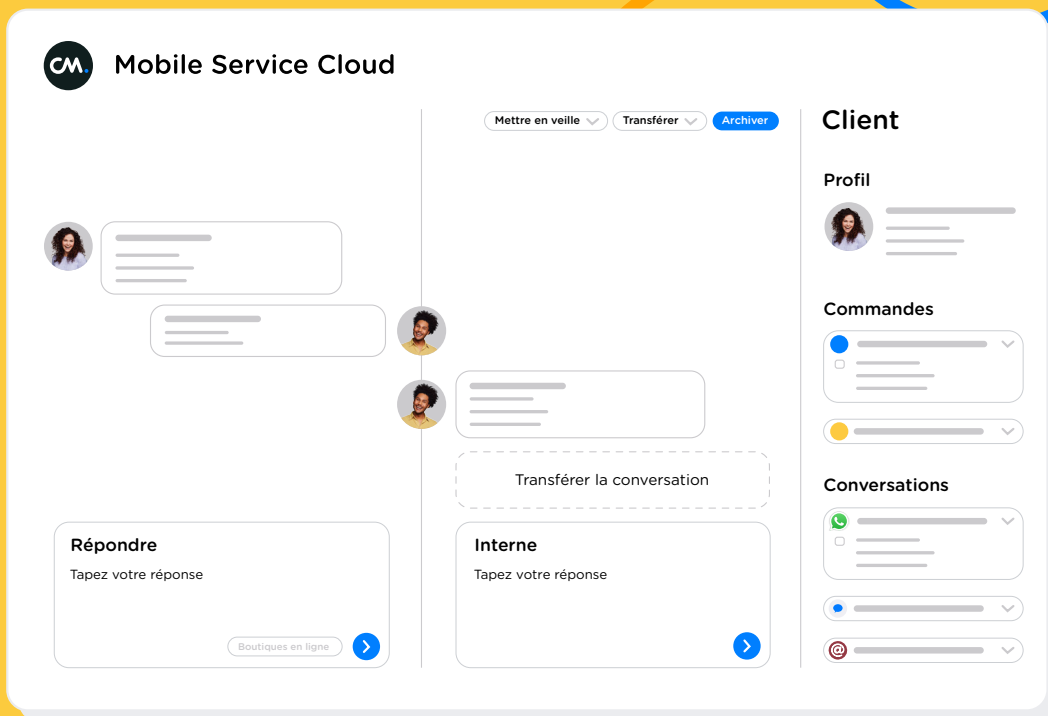 CM.
Mobile Service Cloud
Mettre en veille
Transférer
Archiver
Transférer la conversation
Répondre
Tapez votre réponse
Boutiques en ligne
Interne
Tapez votre réponse
Client
Profil
Commandes
Conversations
@